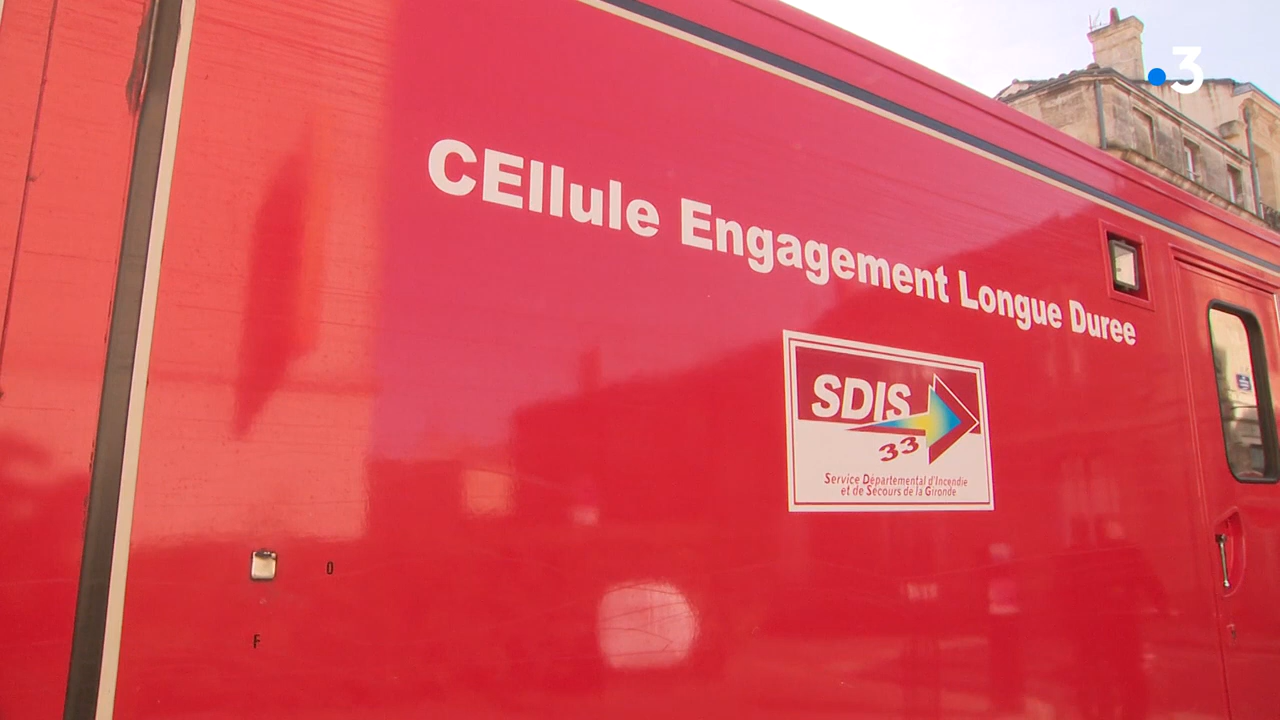 3
CEllule Engagement Longue Duree
SDIS
33
Service Départemental d'Incendie
et de Secours de la Gironde
O
F